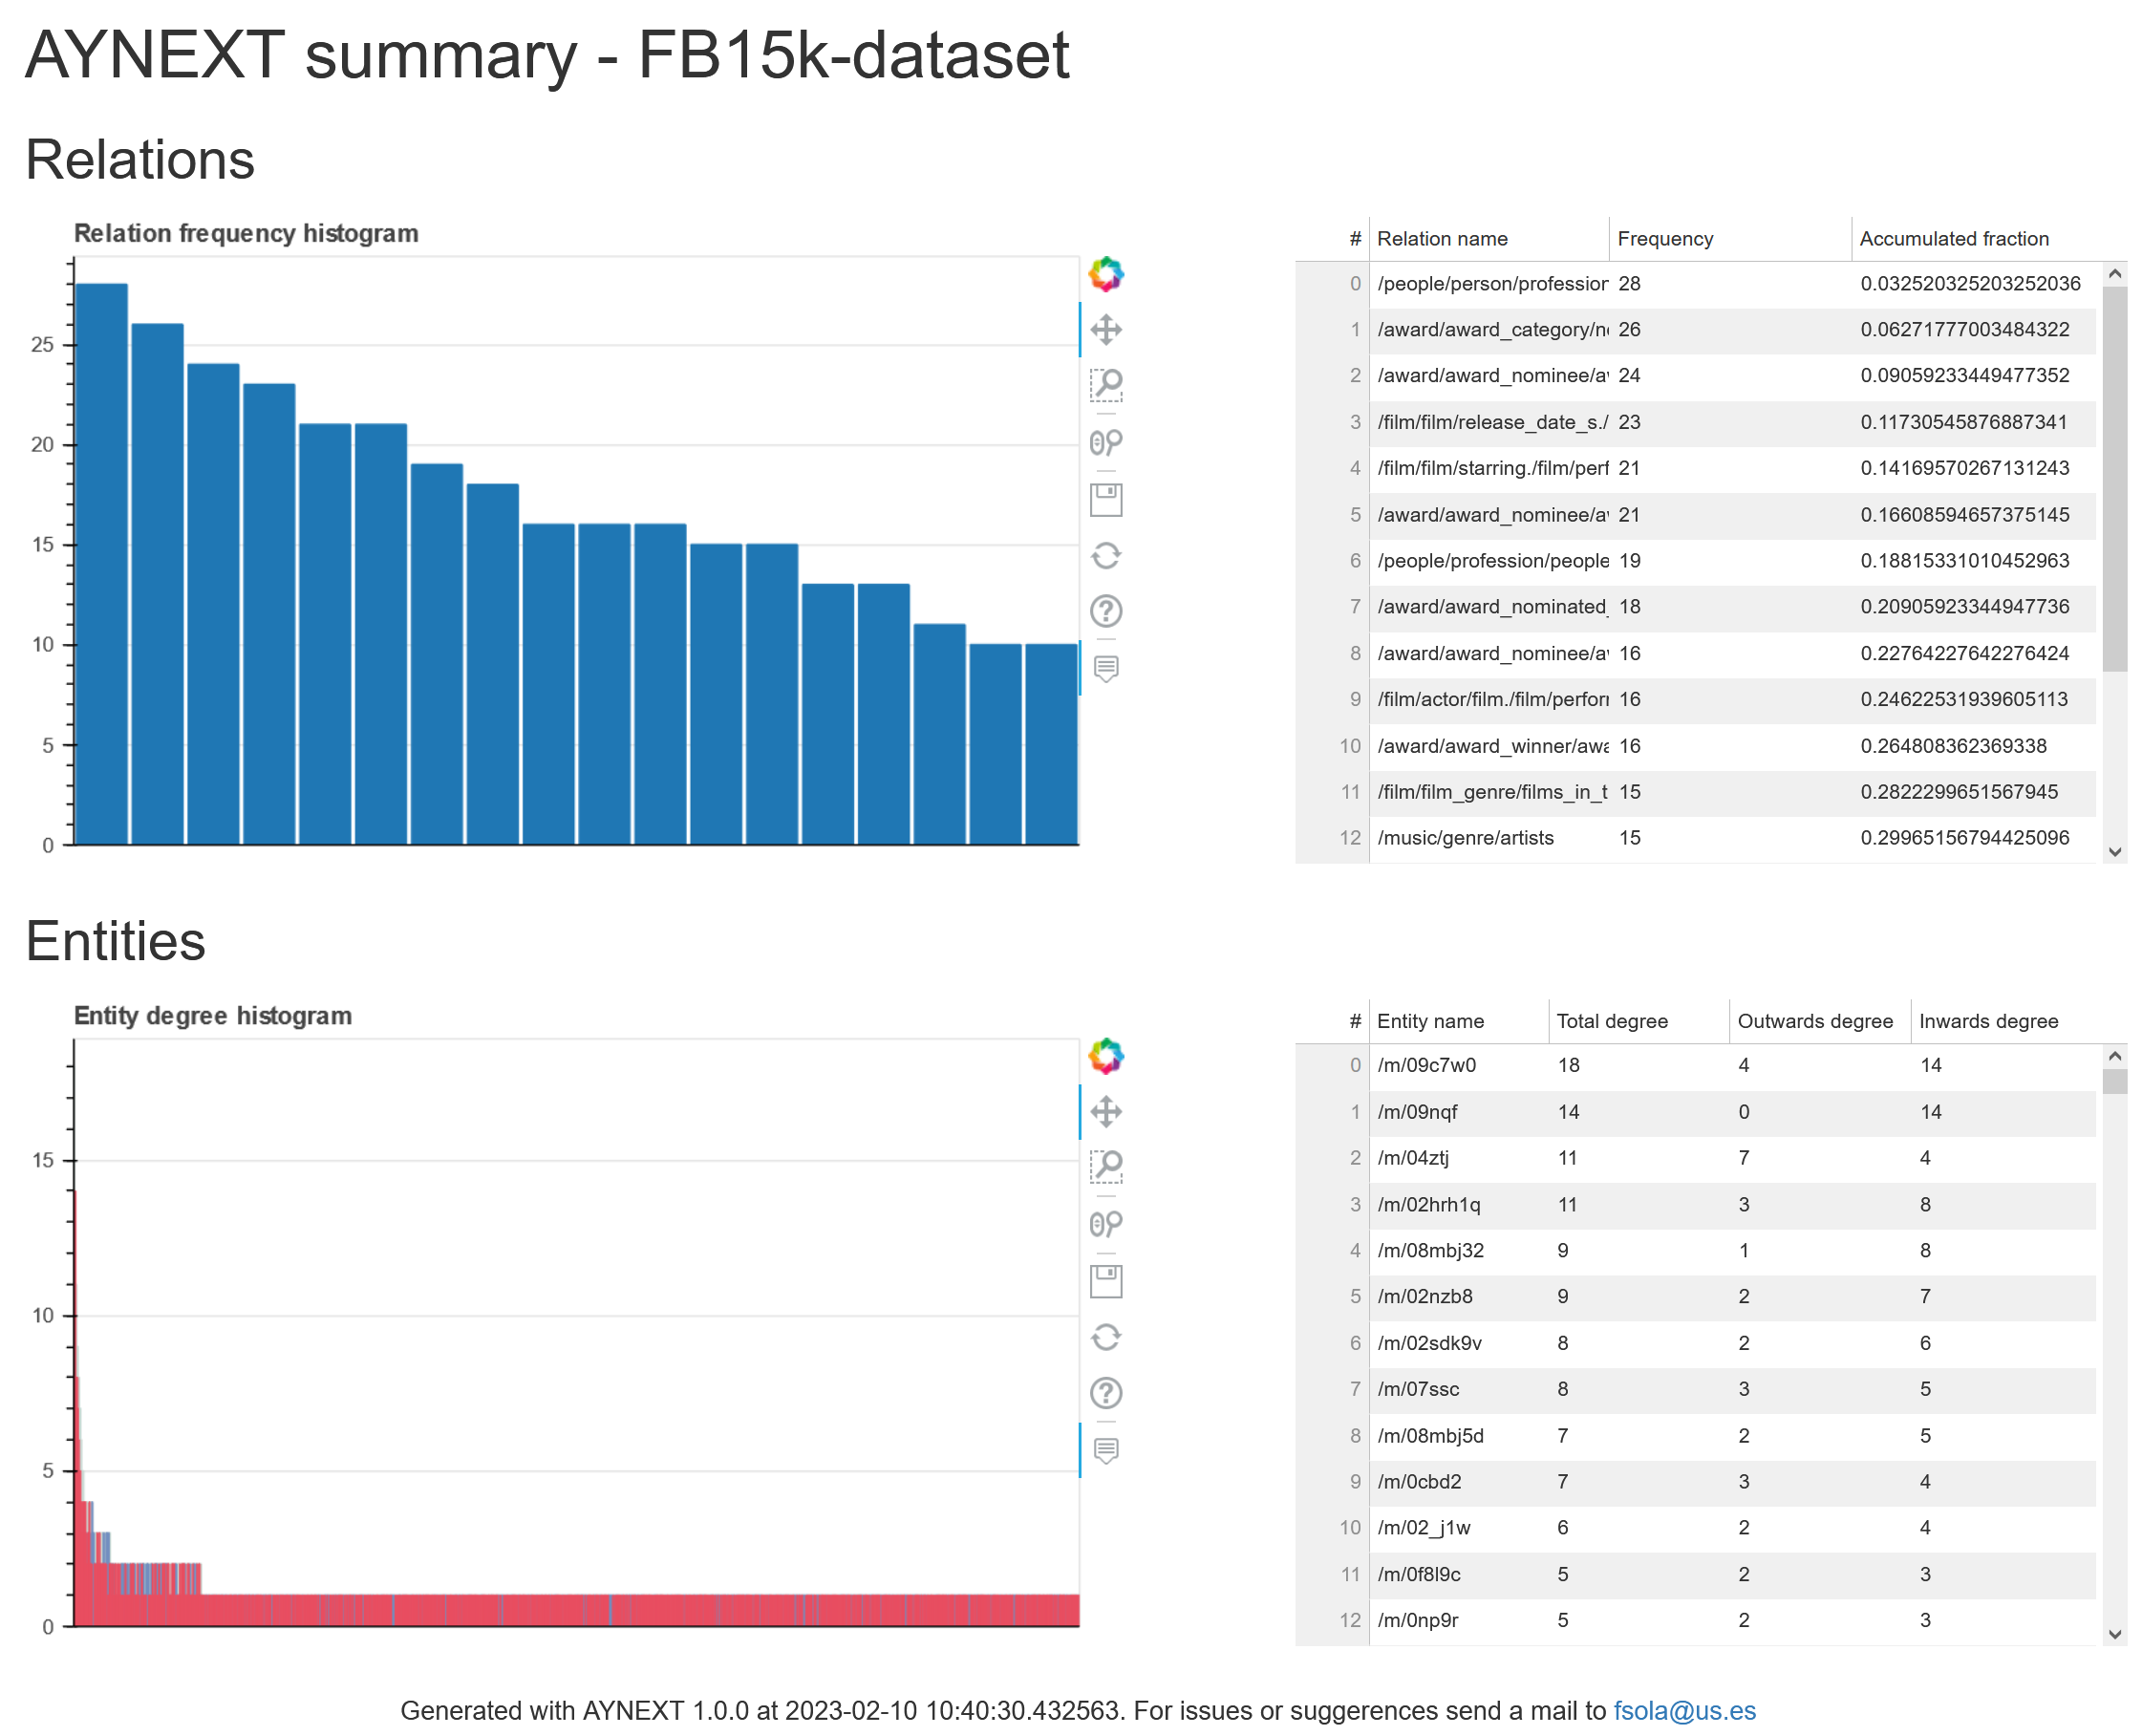 AYNEXT summary - FB15k-dataset
Relations
Relation frequency histogram
25
20
15
10
5
0
# Relation name Frequency Accumulated fraction
0 /people/person/profession 28 0.032520325203252036
1 /award/award_category/n 26 0.06271777003484322
2 /award/award_nominee/a 24 0.09059233449477352
3 /film/film/release_date_s./ 23 0.11730545876887341
4 /film/film/starring./film/perf 21 0.14169570267131243
5 /award/award_nominee/a 21 0.16608594657375145
6 /people/profession/people 19 0.18815331010452963
7 /award/award_nominated_ 18 0.20905923344947736
8 /award/award_nominee/a 16 0.22764227642276424
9 /film/actor/film./film/perfor 16 0.24622531939605113
10 /award/award_winner/awa 16 0.264808362369338
11 /film/film_genre/films_in_t 15 0.2822299651567945
12 /music/genre/artists 15 0.29965156794425096
Entities
Entity degree histogram
15
10
5
0
# Entity name Total degree Outwards degree Inwards degree
0 /m/09c7w0 18 4 14
1 /m/09nqf 14 0 14
2 /m/04ztj 11 7 4
3 /m/02hrh1q 11 3 8
4 /m/08mbj32 9 1 8
5 /m/02nzb8 9 2 7
6 /m/02sdk9v 8 2 6
7 /m/07ssc 8 3 5
8 /m/08mbj5d 7 2 5
9 /m/0cbd2 7 3 4
10 /m/02_j1w 6 2 4
11 /m/0f8l9c 5 2 3
12 /m/0np9r 5 2 3
Generated with AYNEXT 1.0.0 at 2023-02-10 10:40:30.432563. For issues or suggerences send a mail to fsola@us.es